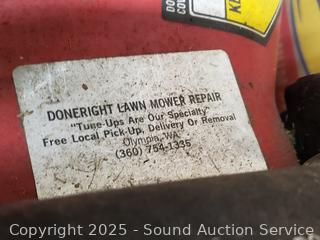 DONERIGHT LAWN MOWER REPAIR
"Tune-Ups Are Our Specialty"
Free Local Pick-Up, Delivery Or Removal
Olympia, WA
(360) 754-1335
Copyright © 2025 - Sound Auction Service